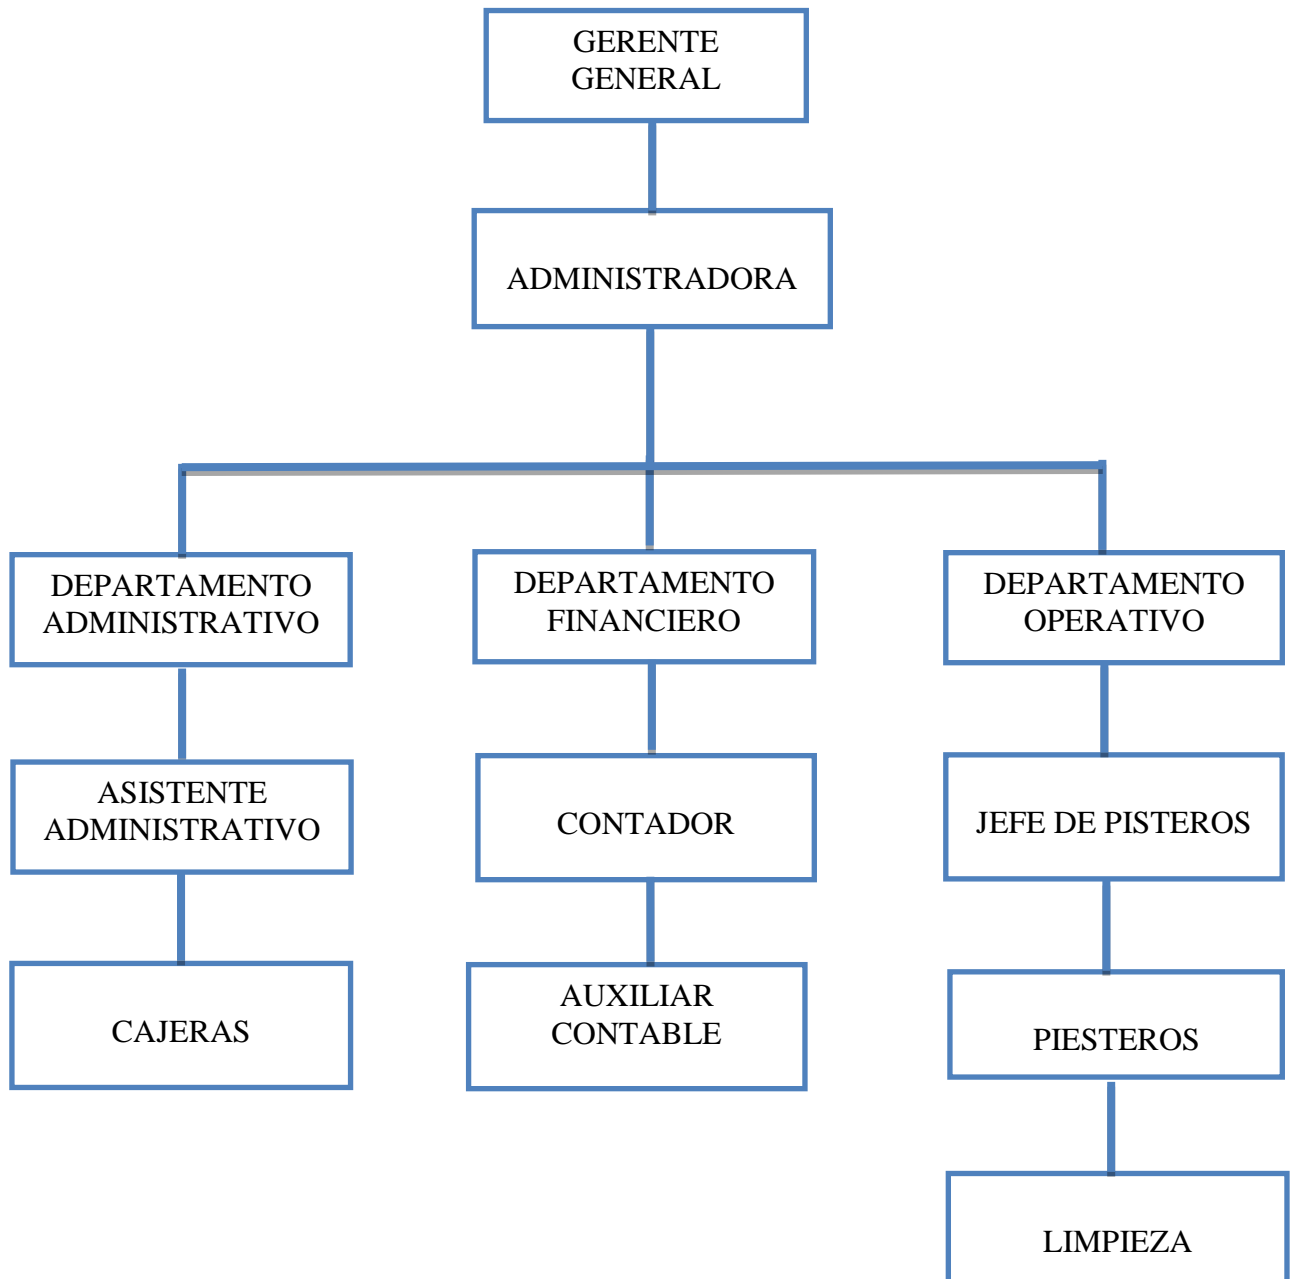 GERENTE
GENERAL
ADMINISTRADORA
DEPARTAMENTO
ADMINISTRATIVO
DEPARTAMENTO
FINANCIERO
DEPARTAMENTO
OPERATIVO
ASISTENTE
ADMINISTRATIVO
CONTADOR
JEFE DE PISTEROS
CAJERAS
AUXILIAR
CONTABLE
PIESTEROS
LIMPIEZA